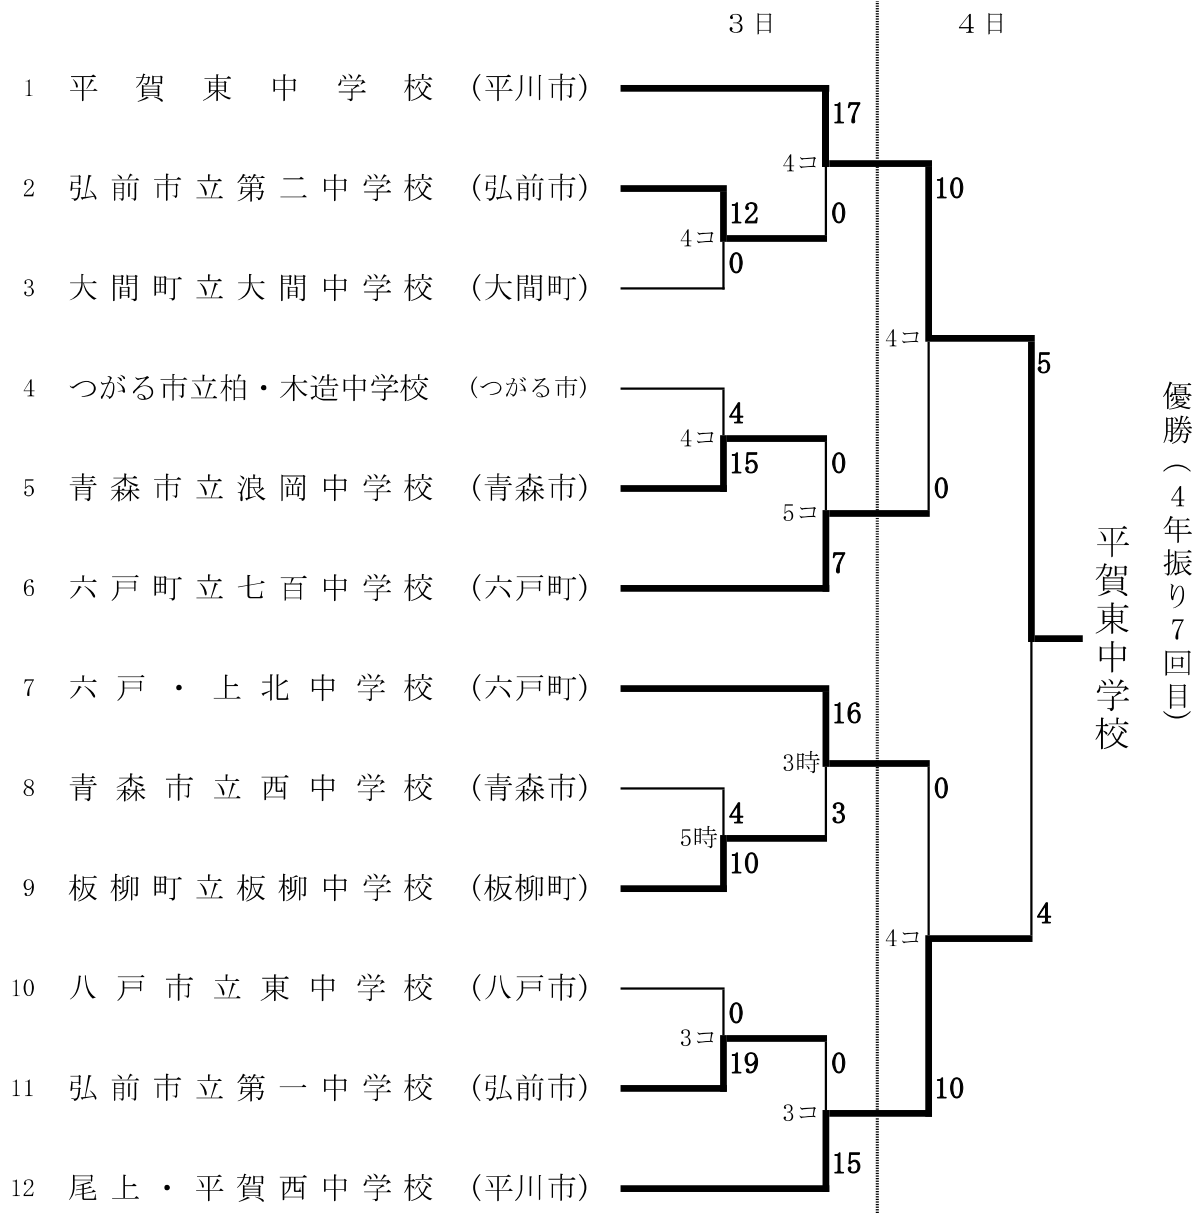 ３日 ４日
1 平賀東中学校 (平川市)
17
4コ
2 弘前市立第二中学校 (弘前市)
10
12
0
4コ
0
3 大間町立大間中学校 (大間町)
4コ
5
4 つがる市立柏・木造中学校 (つがる市)
4
4コ
15
0
5 青森市立浪岡中学校 (青森市)
0
5コ
7
6 六戸町立七百中学校 (六戸町)
優勝（４年振り７回目）
平賀東中学校
7 六戸・上北中学校 (六戸町)
16
3時
8 青森市立西中学校 (青森市)
0
4
3
5時
10
9 板柳町立板柳中学校 (板柳町)
4
4コ
10 八戸市立東中学校 (八戸市)
0
3コ
19
0
11 弘前市立第一中学校 (弘前市)
10
3コ
15
12 尾上・平賀西中学校 (平川市)